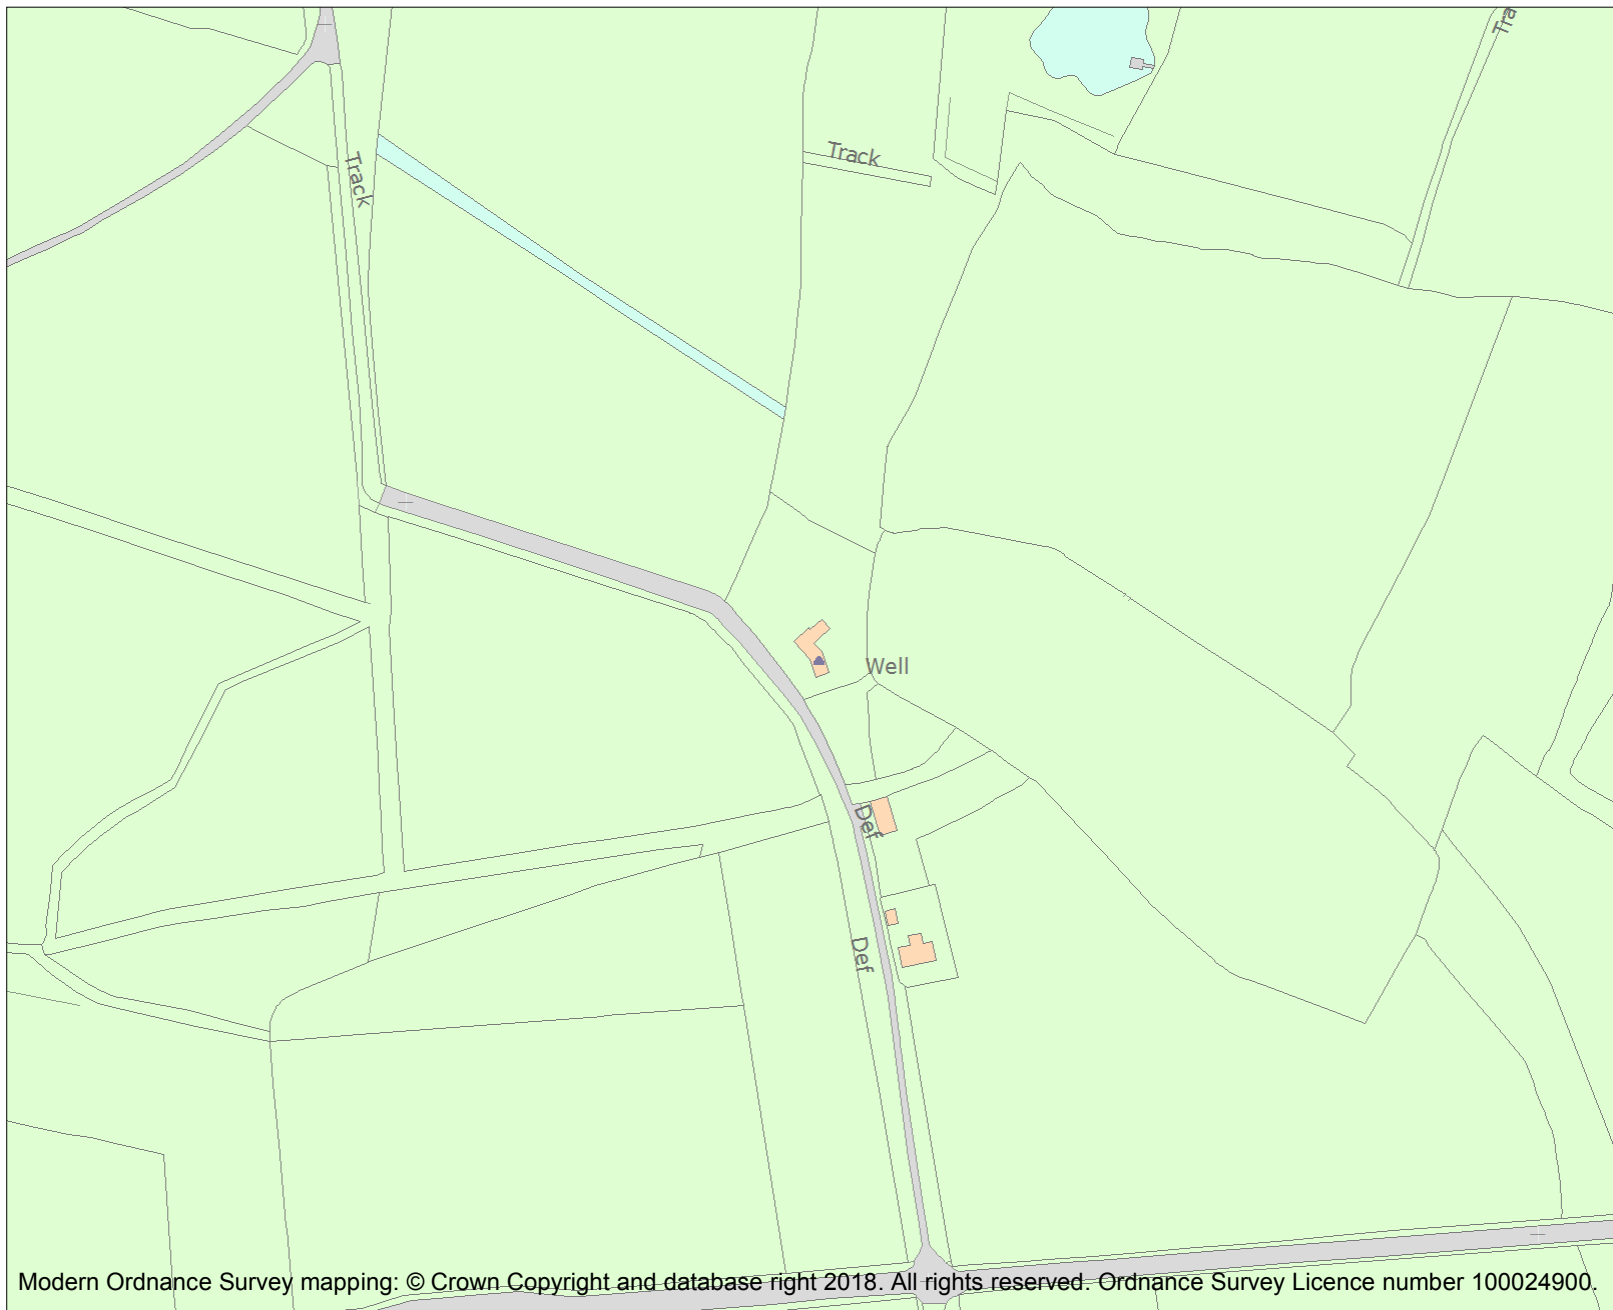 Tra
Track
Track
Well
Def
Def
Modern Ordnance Survey mapping: © Crown Copyright and database right 2018. All rights reserved. Ordnance Survey Licence number 100024900.